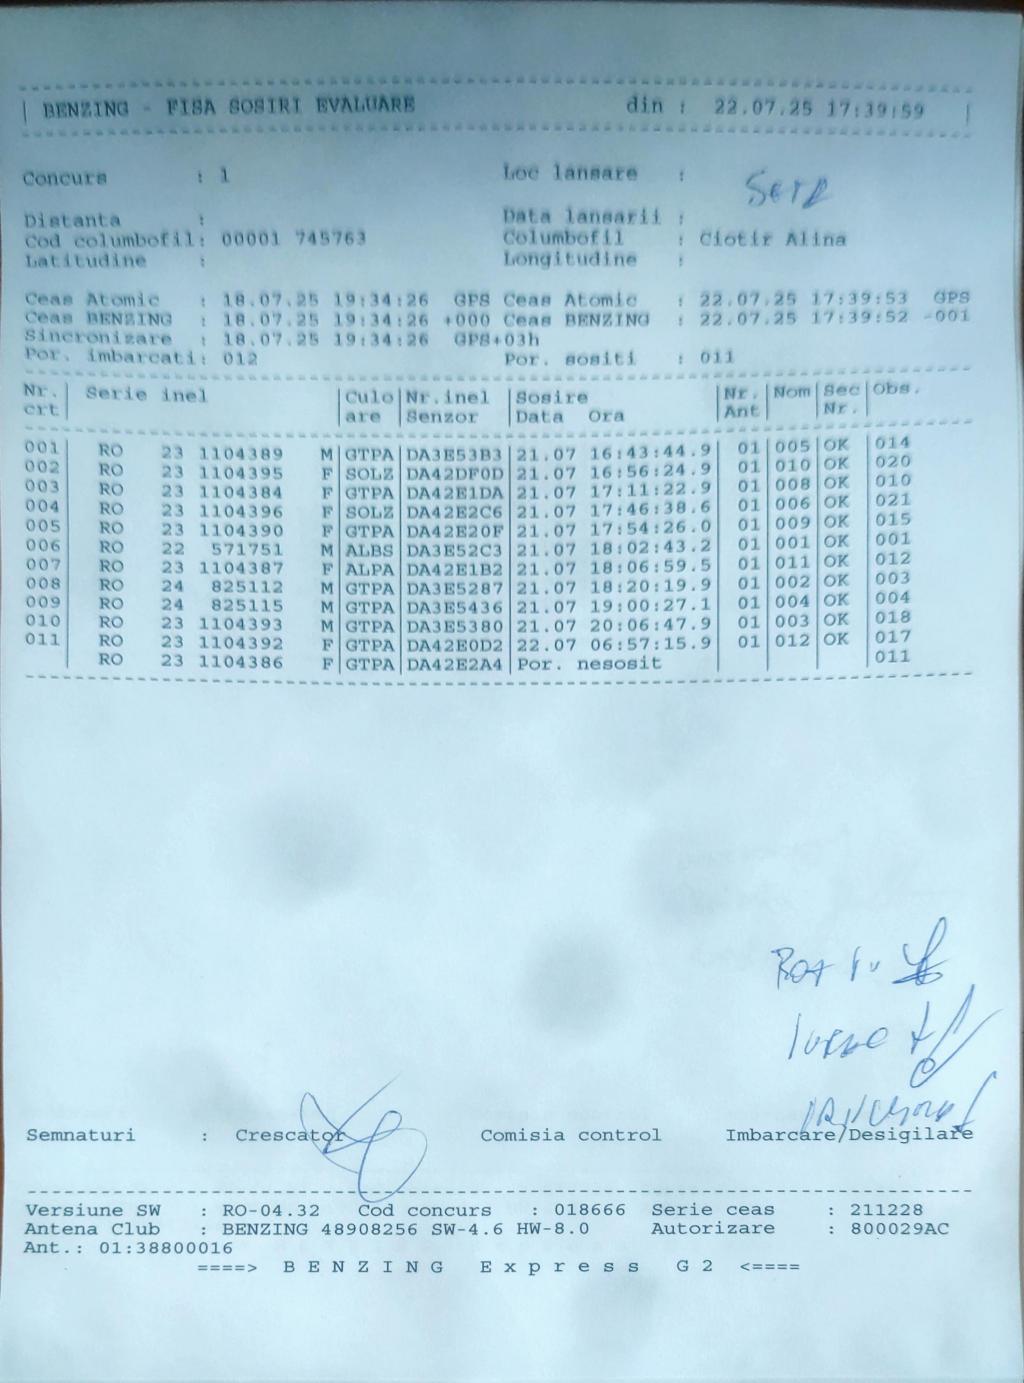 BENZING - FISA SOSIRI EVALUARE din : 22.07.25 17:39:59
Concurs : 1 Loc lansare :
Distanta : Data lansarii :
Cod columbofil: 00001 745763 Columbofil : Ciotir Alina
Latitudine : Longitudine :
Ceas Atomic : 18.07.25 19:34:26 GPS Ceas Atomic : 22.07.25 17:39:53 GPS
Ceas BENZING : 18.07.25 19:34:26 +000 Ceas BENZING : 22.07.25 17:39:52 -001
Sincronizare : 18.07.25 19:34:26 GPS+03h
Por. imbarcati: 012 Por. sositi : 011
Nr. | Serie inel |Culo|Nr.inel |Sosire |Nr. |Nom|Sec|Obs.
crt| |are |Senzor |Data Ora |Ant| |Nr.|
001| RO 23 1104389 M|GTPA|DA3E53B3|21.07 16:43:44.9| 01|005|OK |014
002| RO 23 1104395 F|SOLZ|DA42DF0D|21.07 16:56:24.9| 01|010|OK |020
003| RO 23 1104384 F|GTPA|DA42E1DA|21.07 17:11:22.9| 01|008|OK |010
004| RO 23 1104396 F|SOLZ|DA42E2C6|21.07 17:46:38.6| 01|006|OK |021
005| RO 23 1104390 F|GTPA|DA42E20F|21.07 17:54:26.0| 01|009|OK |015
006| RO 22 571751 M|ALBS|DA3E52C3|21.07 18:02:43.2| 01|001|OK |001
007| RO 23 1104387 F|ALPA|DA42E1B2|21.07 18:06:59.5| 01|011|OK |012
008| RO 24 825112 M|GTPA|DA3E5287|21.07 18:20:19.9| 01|002|OK |003
009| RO 24 825115 M|GTPA|DA3E5436|21.07 19:00:27.1| 01|004|OK |004
010| RO 23 1104393 M|GTPA|DA3E5380|21.07 20:06:47.9| 01|003|OK |018
011| RO 23 1104392 F|GTPA|DA42E0D2|22.07 06:57:15.9| 01|012|OK |017
RO 23 1104386 F|GTPA|DA42E2A4|Por. nesosit | | | |011
Semnaturi : Crescator Comisia control Imbarcare/Desigilare
Versiune SW : RO-04.32 Cod concurs : 018666 Serie ceas : 211228
Antena Club : BENZING 48908256 SW-4.6 HW-8.0 Autorizare : 800029AC
Ant.: 01:38800016
====> B E N Z I N G E x p r e s s G 2 <====